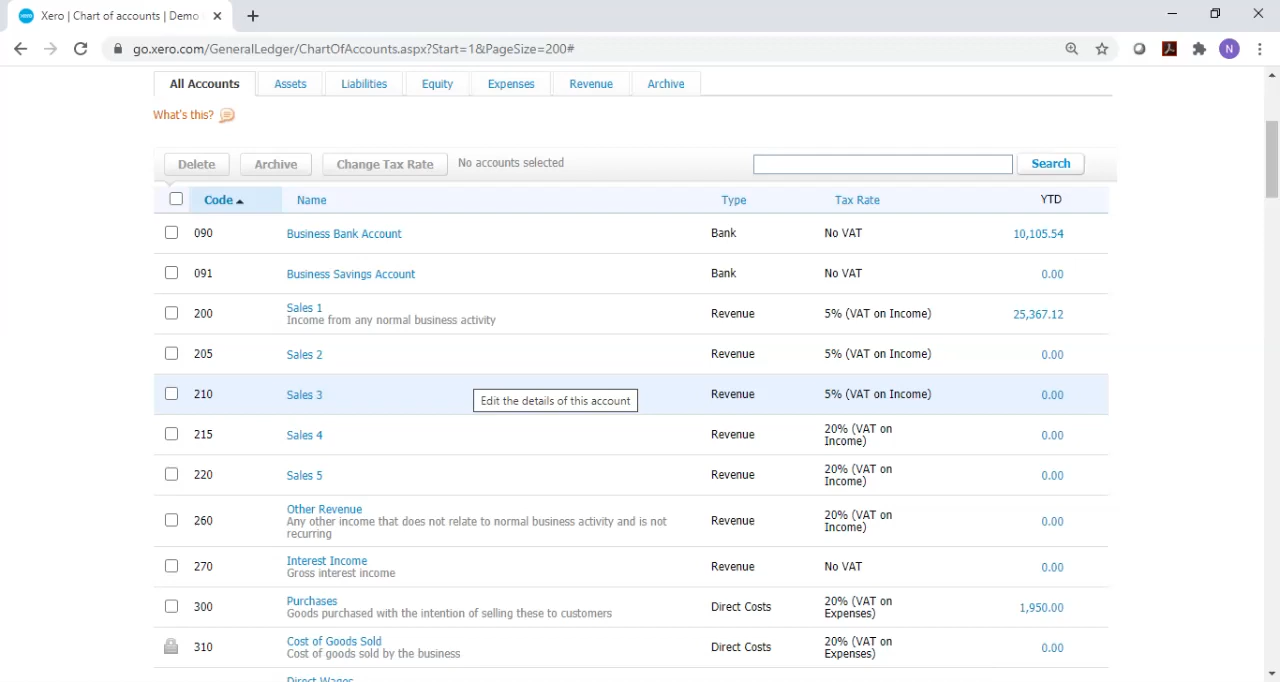 Xero | Chart of accounts | Demo
go.xero.com/GeneralLedger/ChartOfAccounts.aspx?Start=1&PageSize=200#
N
All Accounts Assets Liabilities Equity Expenses Revenue Archive
What's this?
Delete Archive Change Tax Rate No accounts selected Search
Code Name Type Tax Rate YTD
090 Business Bank Account Bank No VAT 10,105.54
091 Business Savings Account Bank No VAT 0.00
200 Sales 1 Revenue 5% (VAT on Income) 25,367.12
Income from any normal business activity
205 Sales 2 Revenue 5% (VAT on Income) 0.00
210 Sales 3 Revenue 5% (VAT on Income) 0.00
Edit the details of this account
215 Sales 4 Revenue 20% (VAT on
Income) 0.00
220 Sales 5 Revenue 20% (VAT on
Income) 0.00
260 Other Revenue Revenue 20% (VAT on
Income) 0.00
Any other income that does not relate to normal business activity and is not
recurring
270 Interest Income Revenue No VAT 0.00
Gross interest income
300 Purchases Direct Costs 20% (VAT on
Expenses) 1,950.00
Goods purchased with the intention of selling these to customers
310 Cost of Goods Sold Direct Costs 20% (VAT on
Expenses) 0.00
Cost of goods sold by the business
Direct Wages